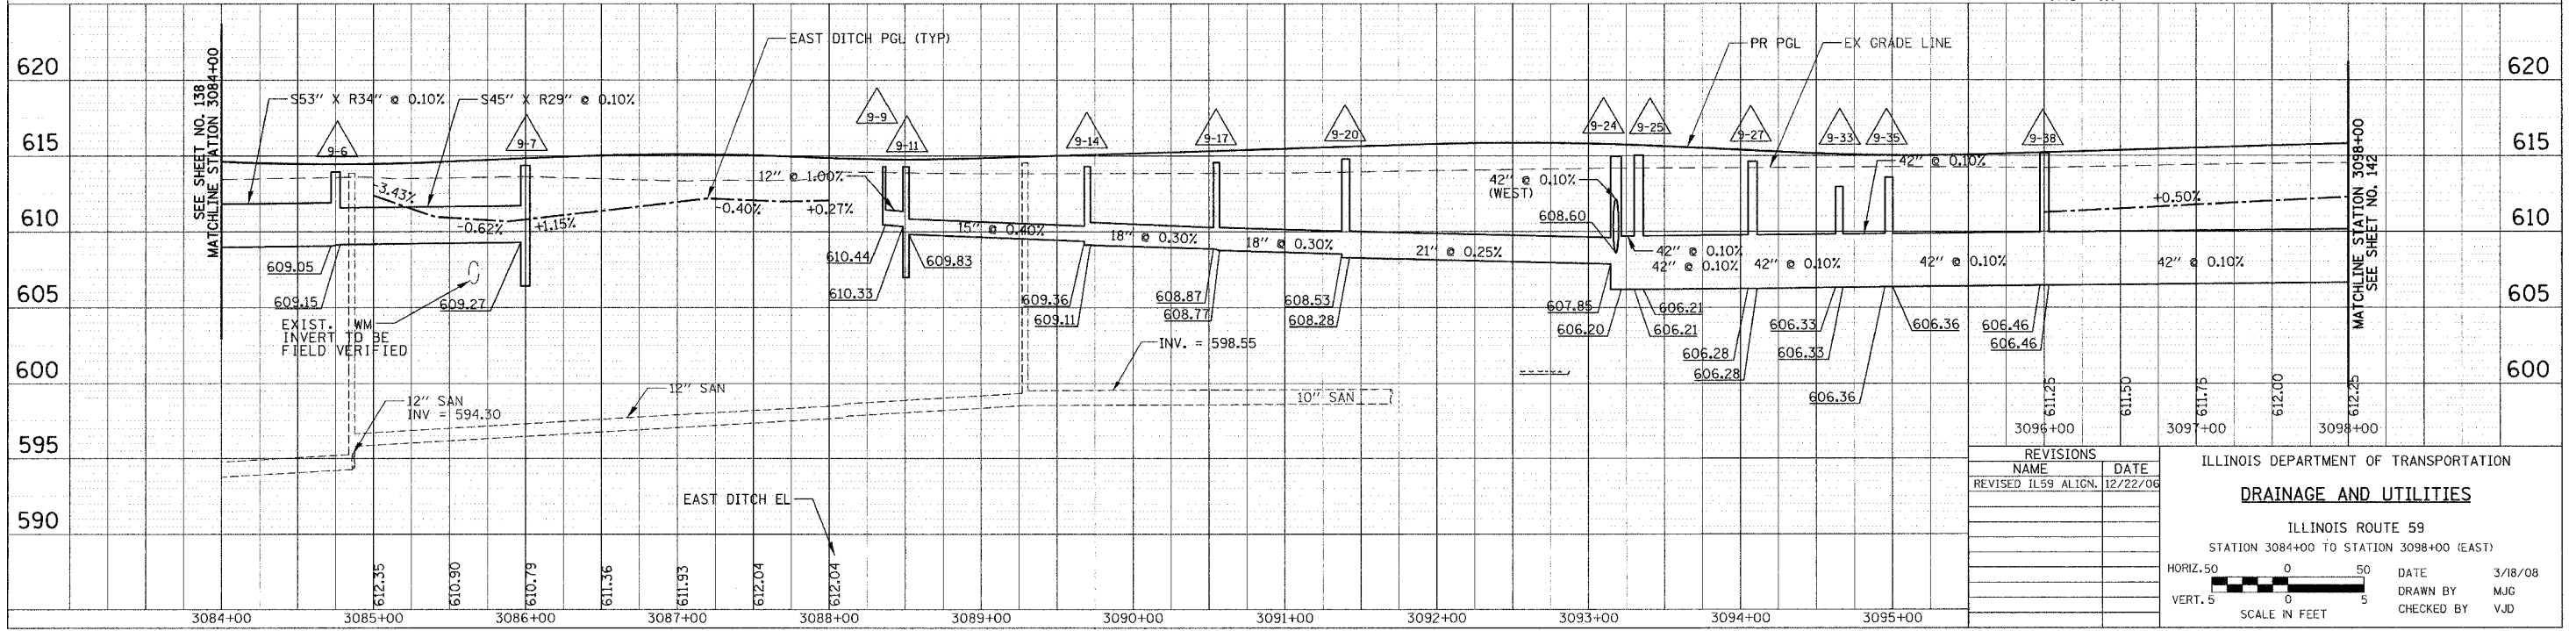 EAST DITCH PGL (TYP)
PR PGL
EX GRADE LINE
620
620
SEE SHEET NO. 138
MATCHLINE STATION 3084+00
S53" X R34" @ 0.10%
S45" X R29" @ 0.10%
9-6
9-7
9-9
9-11
9-14
9-17
9-20
9-24
9-25
9-27
9-33
9-35
9-38
615
615
42" @ 0.10%
12" @ 1.00%
42" @ 0.10%
(WEST)
-3.43%
-0.40%
+0.27%
+0.50%
MATCHLINE STATION 3098+00
SEE SHEET NO. 142
610
610
608.60
-0.62%
+1.15%
15" @ 0.40%
18" @ 0.30%
18" @ 0.30%
21" @ 0.25%
42" @ 0.10%
42" @ 0.10%
42" @ 0.10%
42" @ 0.10%
42" @ 0.10%
609.05
610.44
609.83
609.15
609.27
610.33
609.36
609.11
608.87
608.77
608.53
608.28
607.85
606.20
606.21
606.21
606.28
606.28
606.33
606.33
606.36
606.36
606.46
606.46
605
605
EXIST. WM
INVERT TO BE
FIELD VERIFIED
INV. = 598.55
600
600
12" SAN
INV = 594.30
12" SAN
10" SAN
611.25
611.50
611.75
612.00
612.25
3096+00
3097+00
3098+00
595
590
EAST DITCH EL
612.35
610.90
610.79
611.36
611.93
612.04
612.04
3084+00
3085+00
3086+00
3087+00
3088+00
3089+00
3090+00
3091+00
3092+00
3093+00
3094+00
3095+00
REVISIONS
NAME DATE
REVISED IL59 ALIGN. 12/22/06
ILLINOIS DEPARTMENT OF TRANSPORTATION
DRAINAGE AND UTILITIES
ILLINOIS ROUTE 59
STATION 3084+00 TO STATION 3098+00 (EAST)
HORIZ. 50 0 50
VERT. 5 0 5
SCALE IN FEET
DATE 3/18/08
DRAWN BY MJG
CHECKED BY VJD